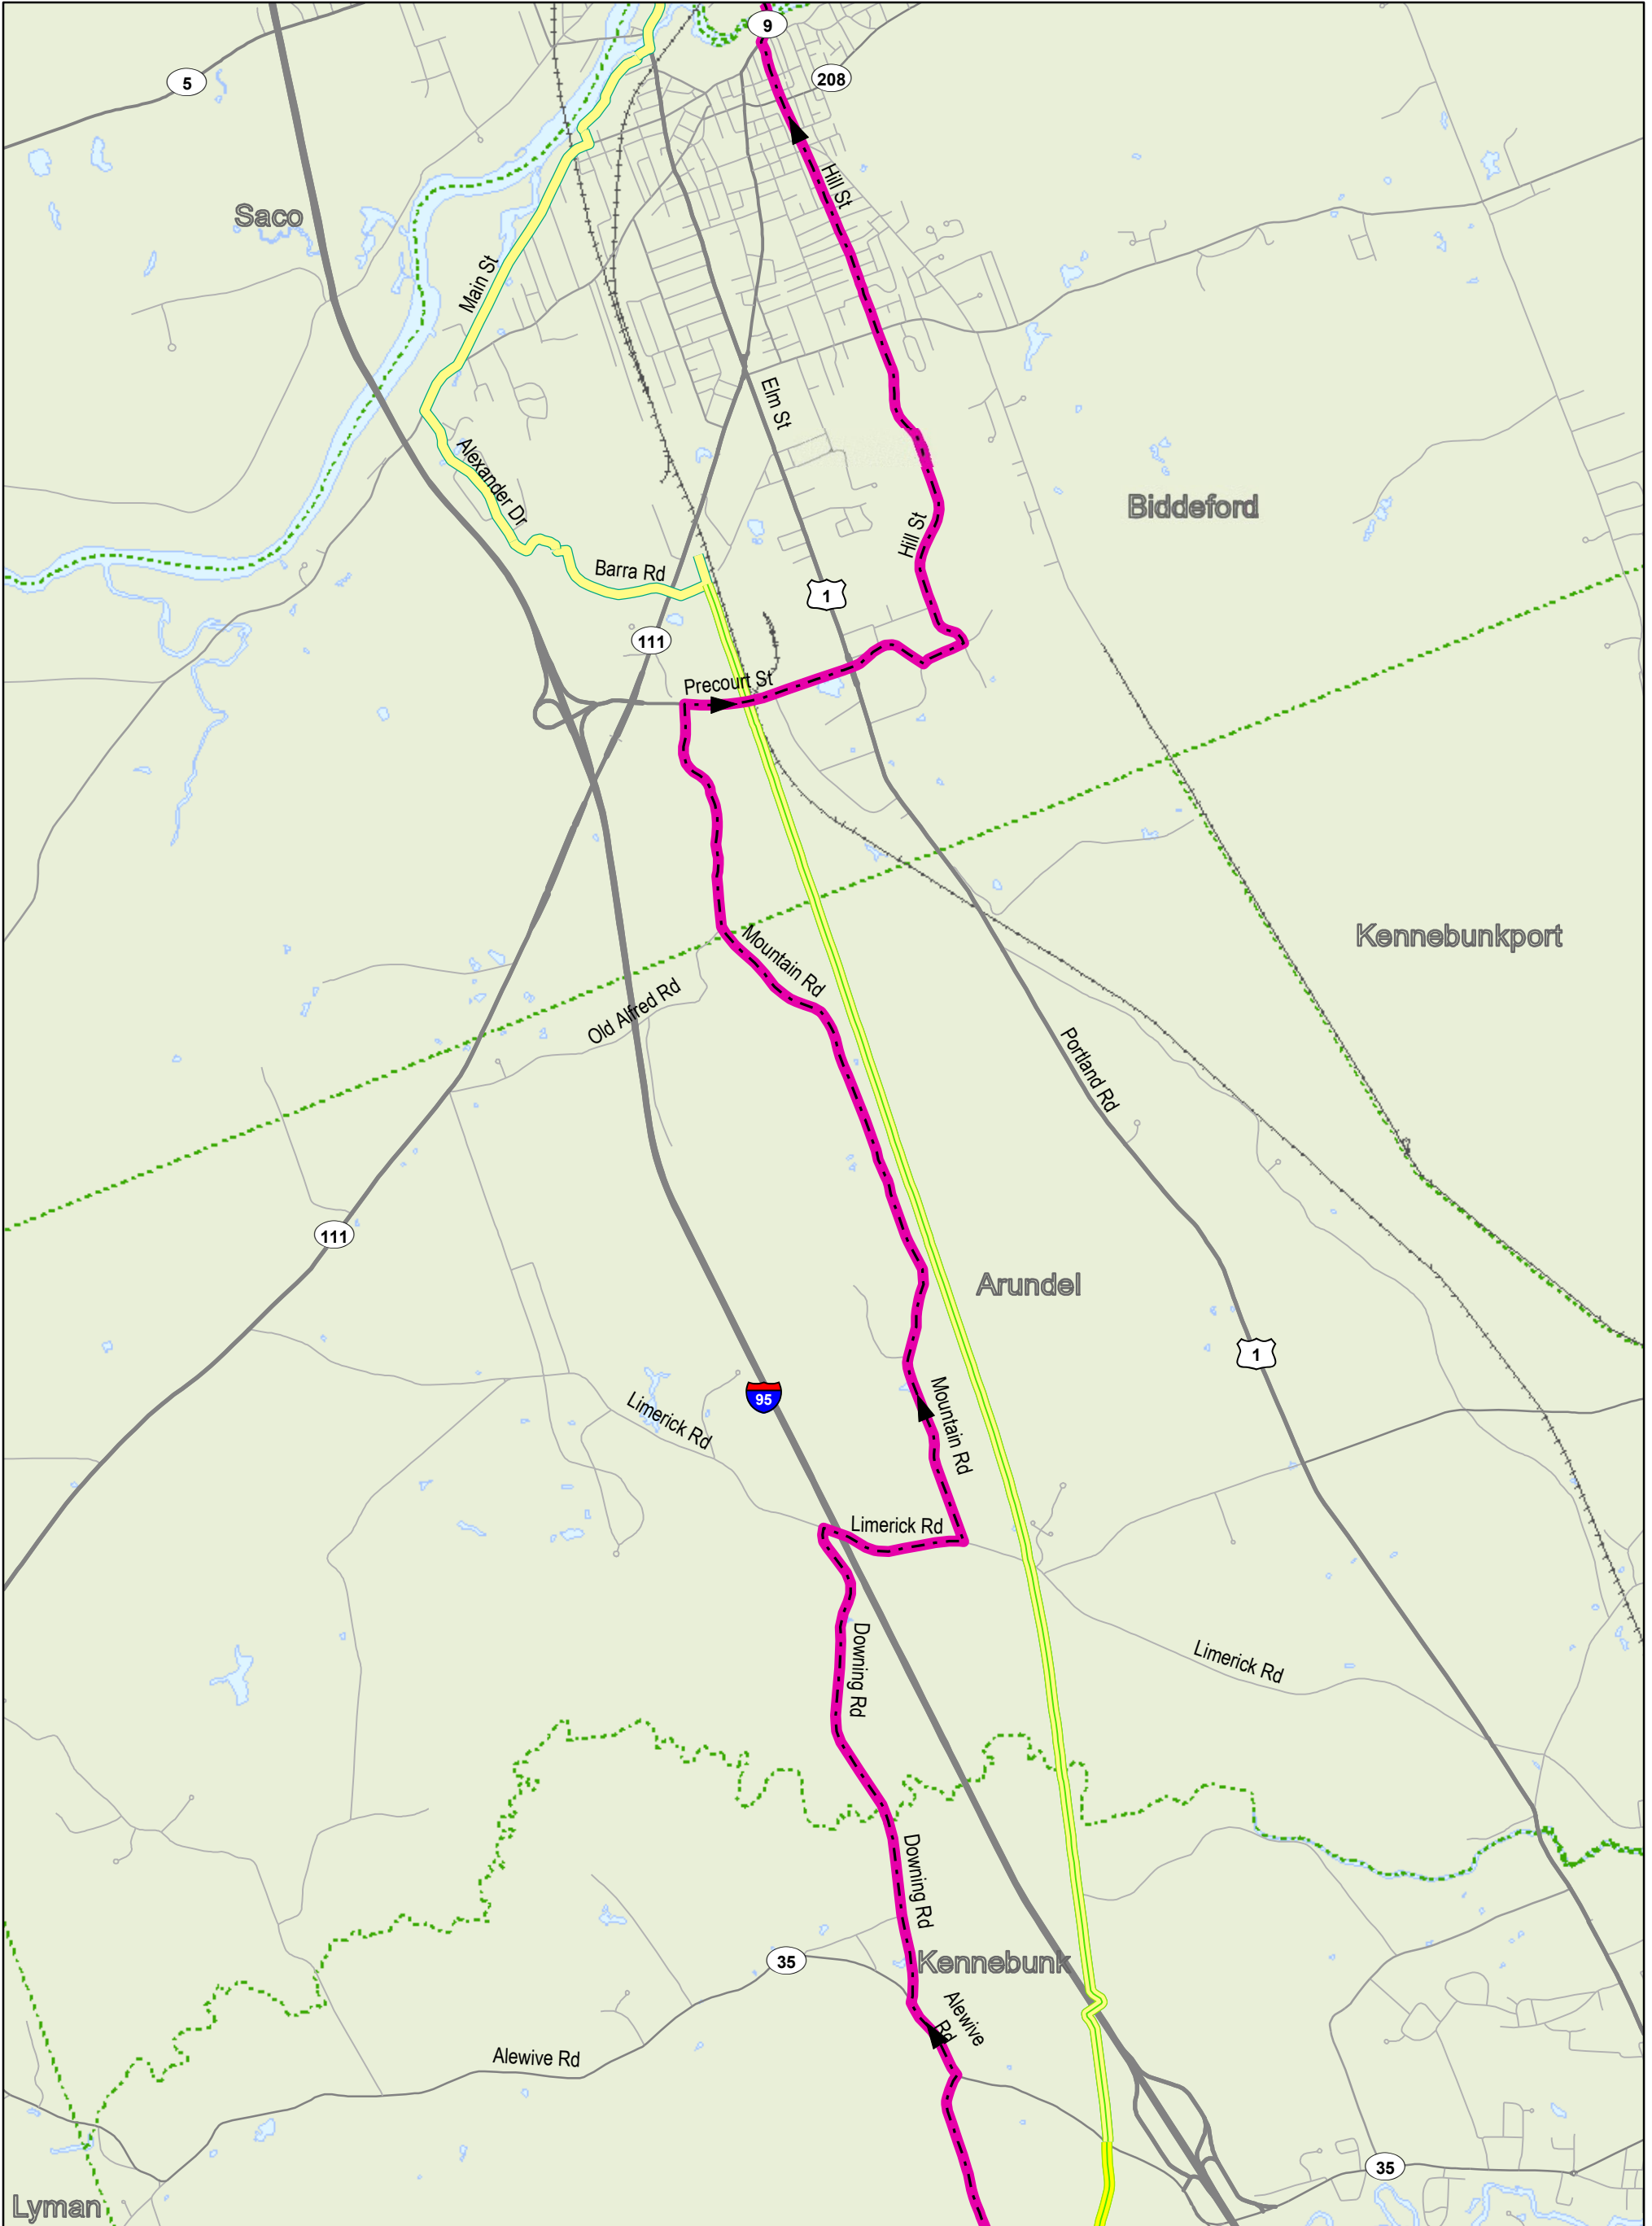 9
5
208
Hill St
Saco
Main St
Elm St
Alexander Dr
Biddeford
Hill St
Barra Rd
1
111
Precourt St
Kennebunkport
Mountain Rd
Old Alfred Rd
Portland Rd
111
Arundel
1
95
Limerick Rd
Mountain Rd
Limerick Rd
Downing Rd
Limerick Rd
Downing Rd
35
Kennebunk
Alewive
Rd
Alewive Rd
35
Lyman